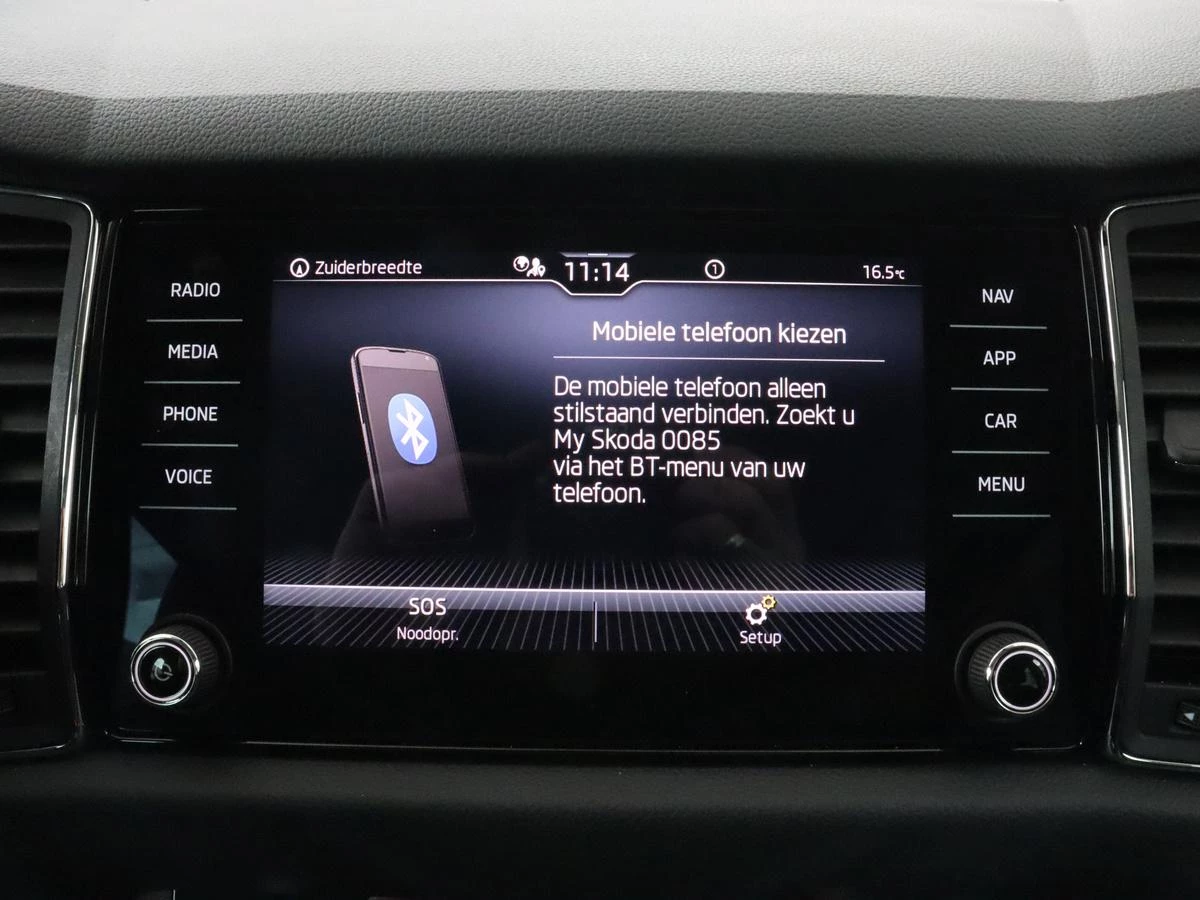 Zuiderbreedte 11:14 1 16.5°C
RADIO
MEDIA
PHONE
VOICE
Mobiele telefoon kiezen
De mobiele telefoon alleen
stilstaand verbinden. Zoekt u
My Skoda 0085
via het BT-menu van uw
telefoon.
SOS
Noodopr.
Setup
NAV
APP
CAR
MENU